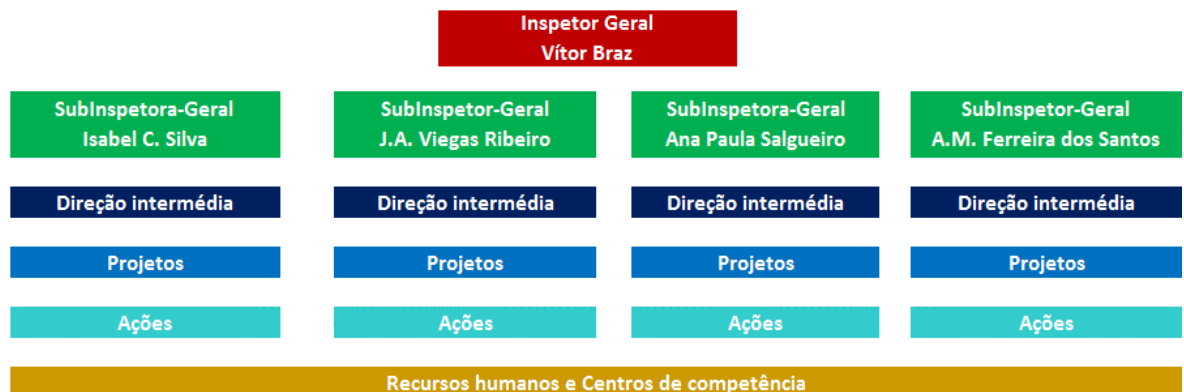 Inspetor Geral
Vítor Braz
SubInspetora-Geral
Isabel C. Silva
SubInspetor-Geral
J.A. Viegas Ribeiro
SubInspetora-Geral
Ana Paula Salgueiro
SubInspetor-Geral
A.M. Ferreira dos Santos
Direção intermédia
Direção intermédia
Direção intermédia
Direção intermédia
Projetos
Projetos
Projetos
Projetos
Ações
Ações
Ações
Ações
Recursos humanos e Centros de competência